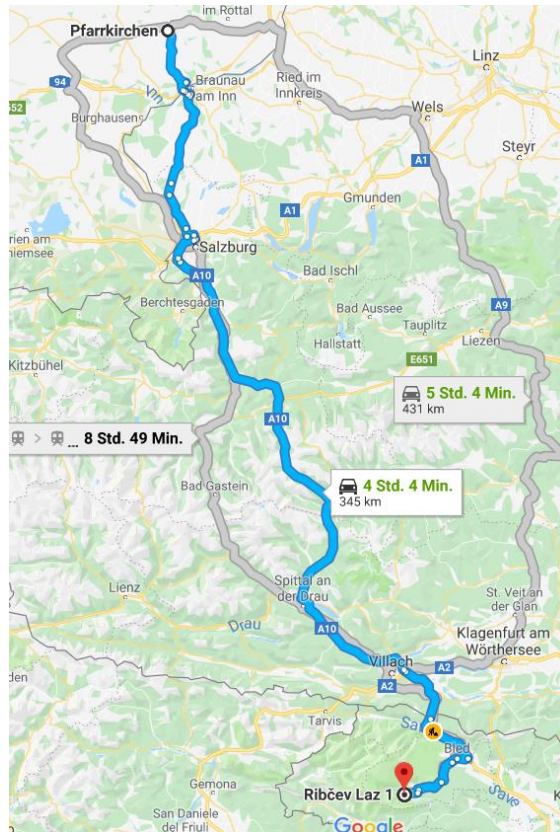 im Rottal
Pfarrkirchen
Linz
94
Inn
Braunau
am Inn
Ried im
Innkreis
552
Wels
Burghausen
Steyr
A1
Gmunden
A1
Salzburg
A10
Bad Ischl
Berchtesgaden
Bad Aussee
A9
Tauplitz
Liezen
Hallstatt
Kitzbühel
E651
5 Std. 4 Min.
431 km
A10
... 8 Std. 49 Min.
4 Std. 4 Min.
345 km
Bad Gastein
Spittal an
der Drau
Lienz
St. Veit an
der Glan
Drau
A10
Klagenfurt am
Wörthersee
Villach
A2
A2
Tarvis
Bled
Ribčev Laz 1
Save
Gemona
San Daniele
del Friuli
Google